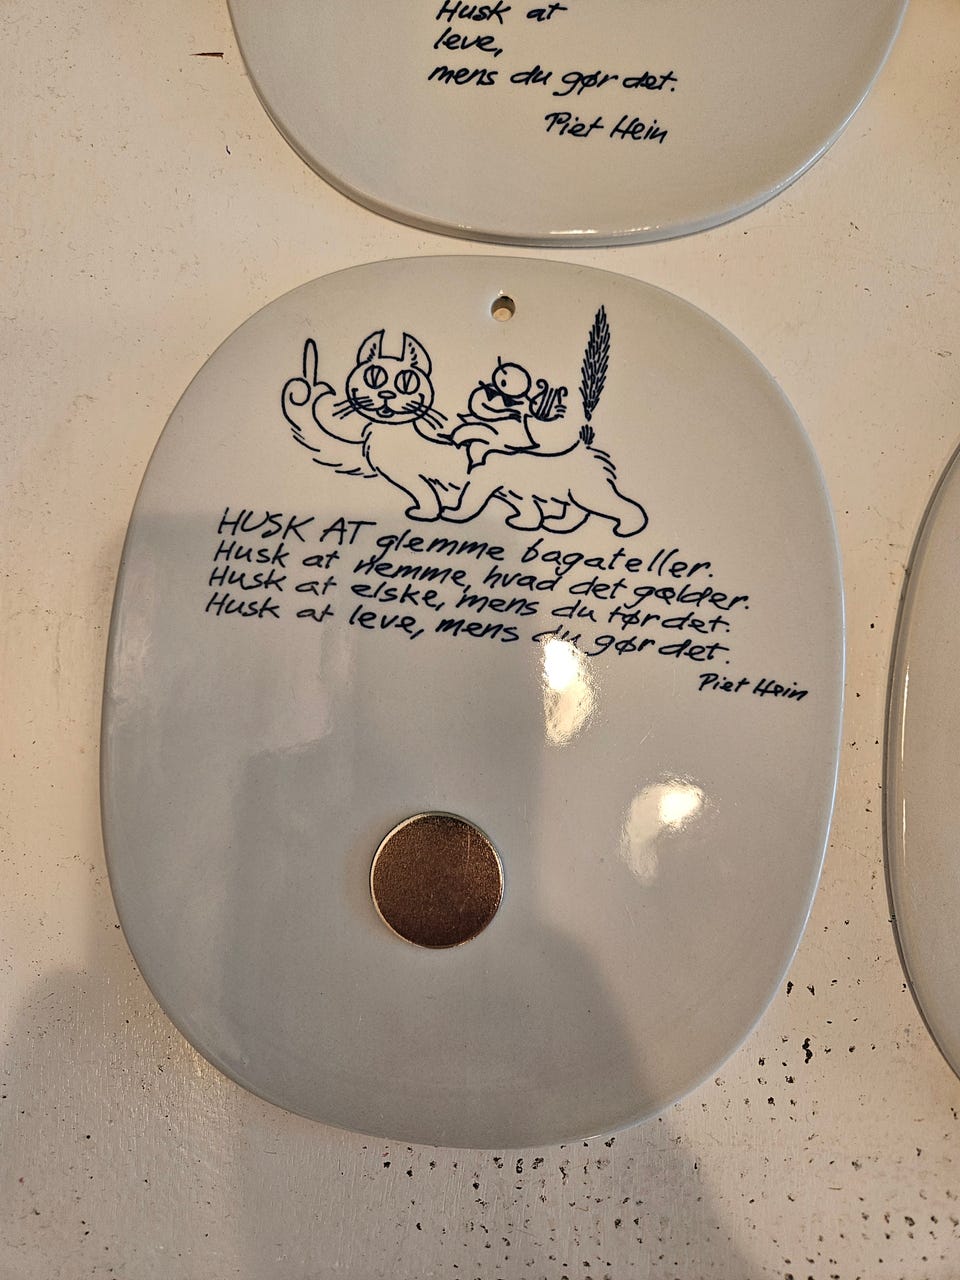 Husk at
leve,
mens du gør det.
Piet Hein
HUSK AT glemme bagateller.
Husk at nemme, hvad det gælder.
Husk at elske, mens du tør det.
Husk at leve, mens du gør det.
Piet Hein